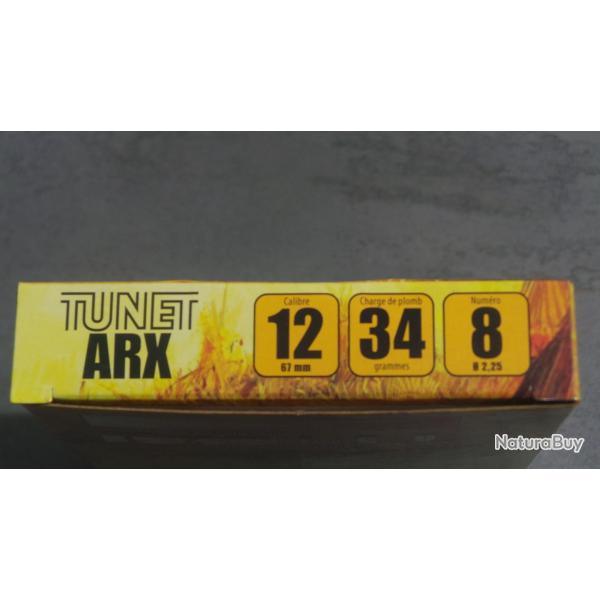 TUNET
ARX
Calibre
12
67 mm
Charge de plomb
34
grammes
Numéro
8
Ø 2,25
NaturaBuy